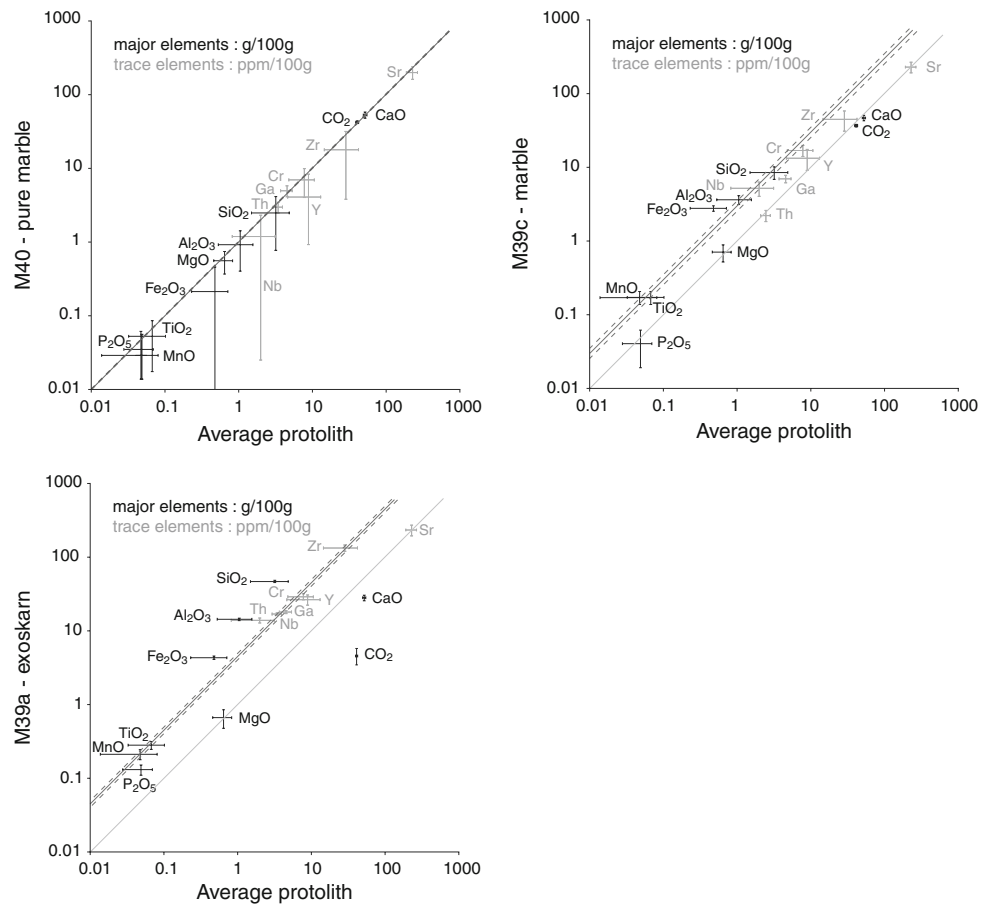 major elements : g/100g
trace elements : ppm/100g
M40 - pure marble
1000
100
10
1
0.1
0.01
Sr
CO₂ CaO
Zr
Cr
Ga
Th
Y
SiO₂
Al₂O₃
MgO
Nb
Fe₂O₃
TiO₂
P₂O₅
MnO
0.01 0.1 1 10 100 1000
Average protolith
major elements : g/100g
trace elements : ppm/100g
M39c - marble
1000
100
10
1
0.1
0.01
Sr
Zr
CaO
CO₂
Cr
Y
SiO₂
Nb
Ga
Al₂O₃
Fe₂O₃
Th
MgO
MnO
TiO₂
P₂O₅
0.01 0.1 1 10 100 1000
Average protolith
major elements : g/100g
trace elements : ppm/100g
M39a - exoskarn
1000
100
10
1
0.1
0.01
Zr
Sr
SiO₂
Cr
Y
CaO
Th
Ga
Al₂O₃
Nb
Fe₂O₃
CO₂
MgO
TiO₂
MnO
P₂O₅
0.01 0.1 1 10 100 1000
Average protolith